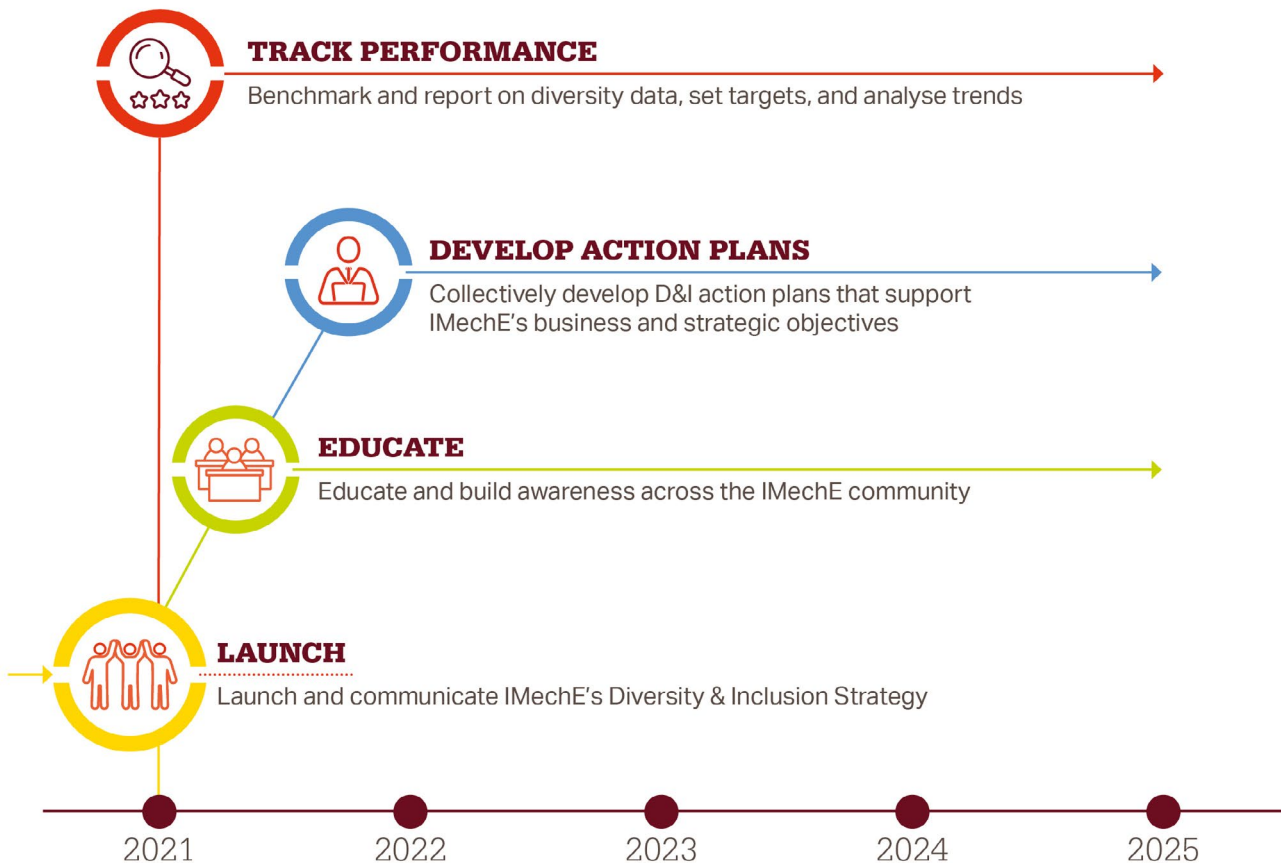 TRACK PERFORMANCE
Benchmark and report on diversity data, set targets, and analyse trends
DEVELOP ACTION PLANS
Collectively develop D&I action plans that support
IMechE's business and strategic objectives
EDUCATE
Educate and build awareness across the IMechE community
LAUNCH
Launch and communicate IMechE's Diversity & Inclusion Strategy
2021 2022 2023 2024 2025